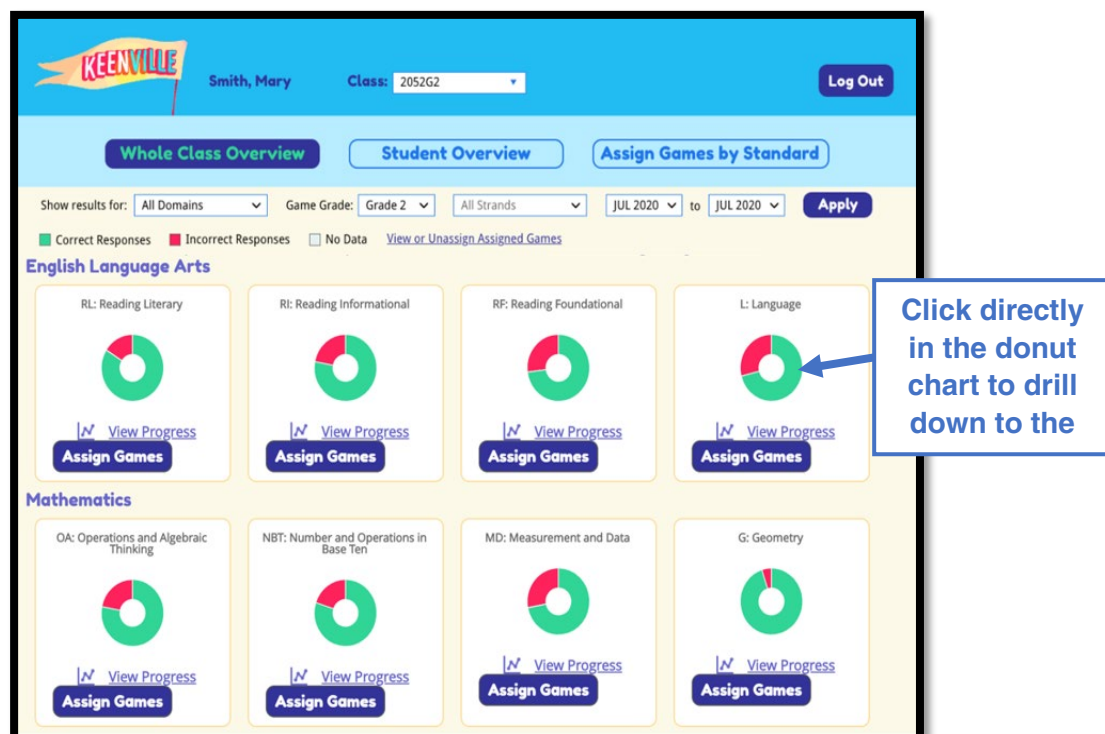 KEENVILLE
Smith, Mary Class: 2052G2
Log Out
Whole Class Overview Student Overview Assign Games by Standard
Show results for: All Domains Game Grade: Grade 2 All Strands JUL 2020 to JUL 2020 Apply
Correct Responses Incorrect Responses No Data View or Unassign Assigned Games
English Language Arts
RL: Reading Literary RI: Reading Informational RF: Reading Foundational L: Language
View Progress View Progress View Progress View Progress
Assign Games Assign Games Assign Games Assign Games
Click directly
in the donut
chart to drill
down to the
Mathematics
OA: Operations and Algebraic
Thinking
NBT: Number and Operations in
Base Ten
MD: Measurement and Data
G: Geometry
View Progress View Progress View Progress View Progress
Assign Games Assign Games Assign Games Assign Games